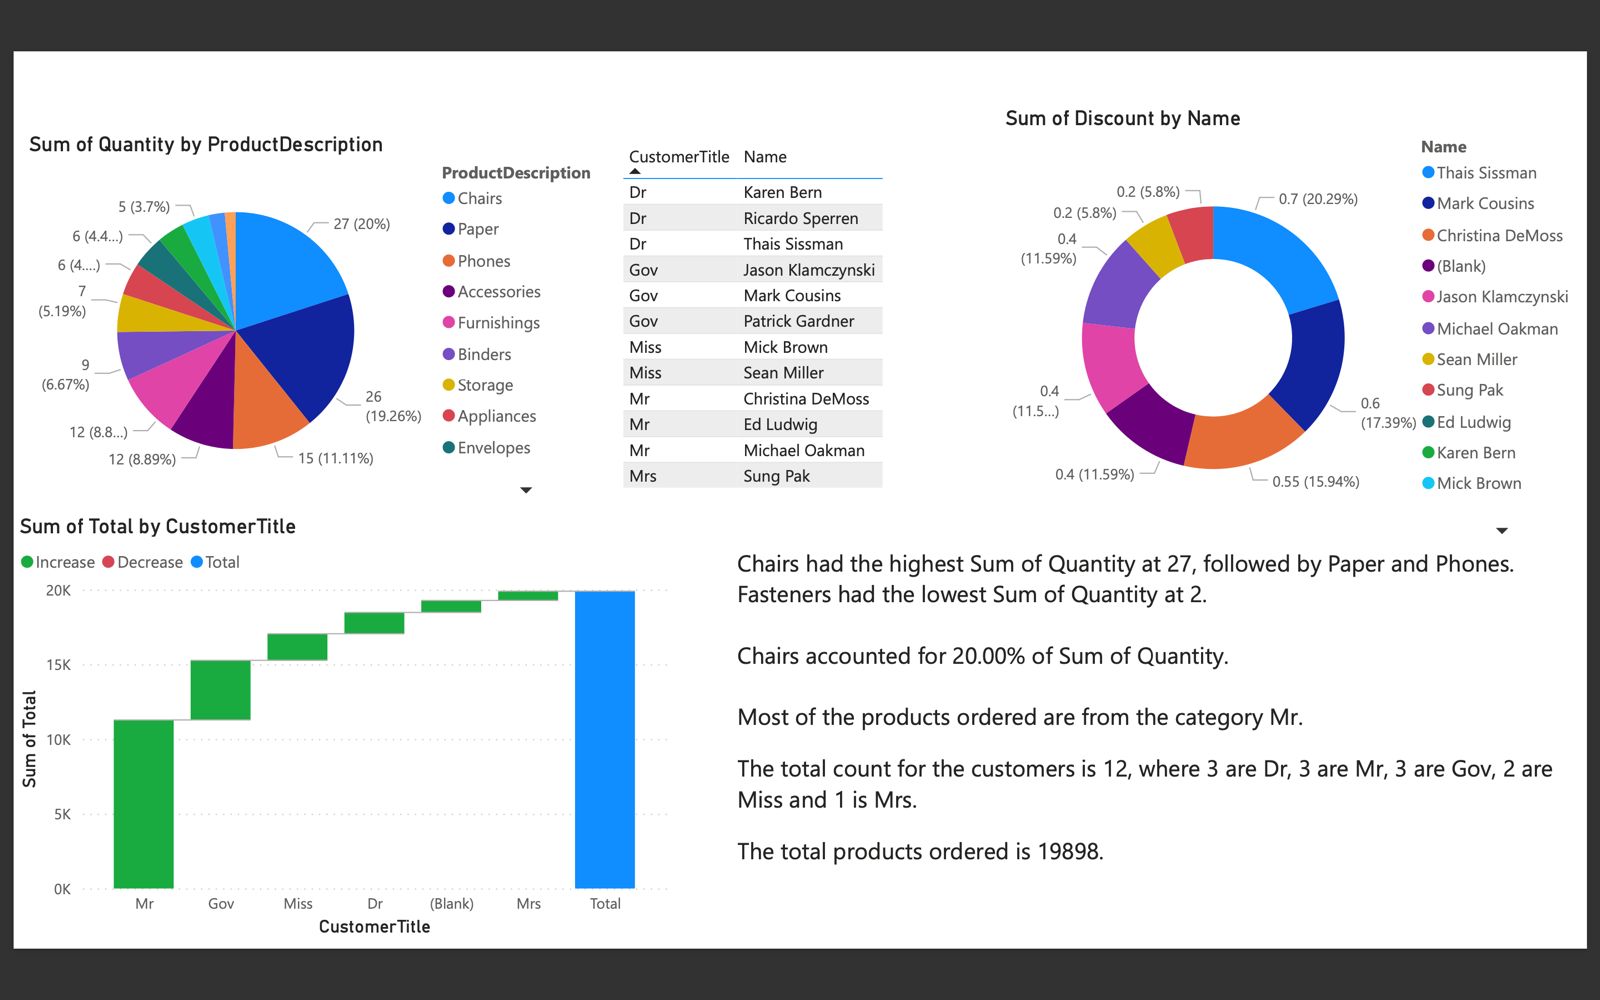 Sum of Quantity by ProductDescription
5 (3.7%)
6 (4.4...)
6 (4....)
7
(5.19%)
9
(6.67%)
12 (8.8...)
12 (8.89%)
15 (11.11%)
26
(19.26%)
27 (20%)
ProductDescription
Chairs
Paper
Phones
Accessories
Furnishings
Binders
Storage
Appliances
Envelopes
CustomerTitle Name
Dr Karen Bern
Dr Ricardo Sperren
Dr Thais Sissman
Gov Jason Klamczynski
Gov Mark Cousins
Gov Patrick Gardner
Miss Mick Brown
Miss Sean Miller
Mr Christina DeMoss
Mr Ed Ludwig
Mr Michael Oakman
Mrs Sung Pak
Sum of Discount by Name
0.2 (5.8%)
0.2 (5.8%)
0.4
(11.59%)
0.4
(11.5...)
0.4 (11.59%)
0.55 (15.94%)
0.6
(17.39%)
0.7 (20.29%)
Name
Thais Sissman
Mark Cousins
Christina DeMoss
(Blank)
Jason Klamczynski
Michael Oakman
Sean Miller
Sung Pak
Ed Ludwig
Karen Bern
Mick Brown
Sum of Total by CustomerTitle
Increase Decrease Total
Sum of Total
20K
15K
10K
5K
0K
Mr Gov Miss Dr (Blank) Mrs Total
CustomerTitle
Chairs had the highest Sum of Quantity at 27, followed by Paper and Phones.
Fasteners had the lowest Sum of Quantity at 2.
Chairs accounted for 20.00% of Sum of Quantity.
Most of the products ordered are from the category Mr.
The total count for the customers is 12, where 3 are Dr, 3 are Mr, 3 are Gov, 2 are
Miss and 1 is Mrs.
The total products ordered is 19898.